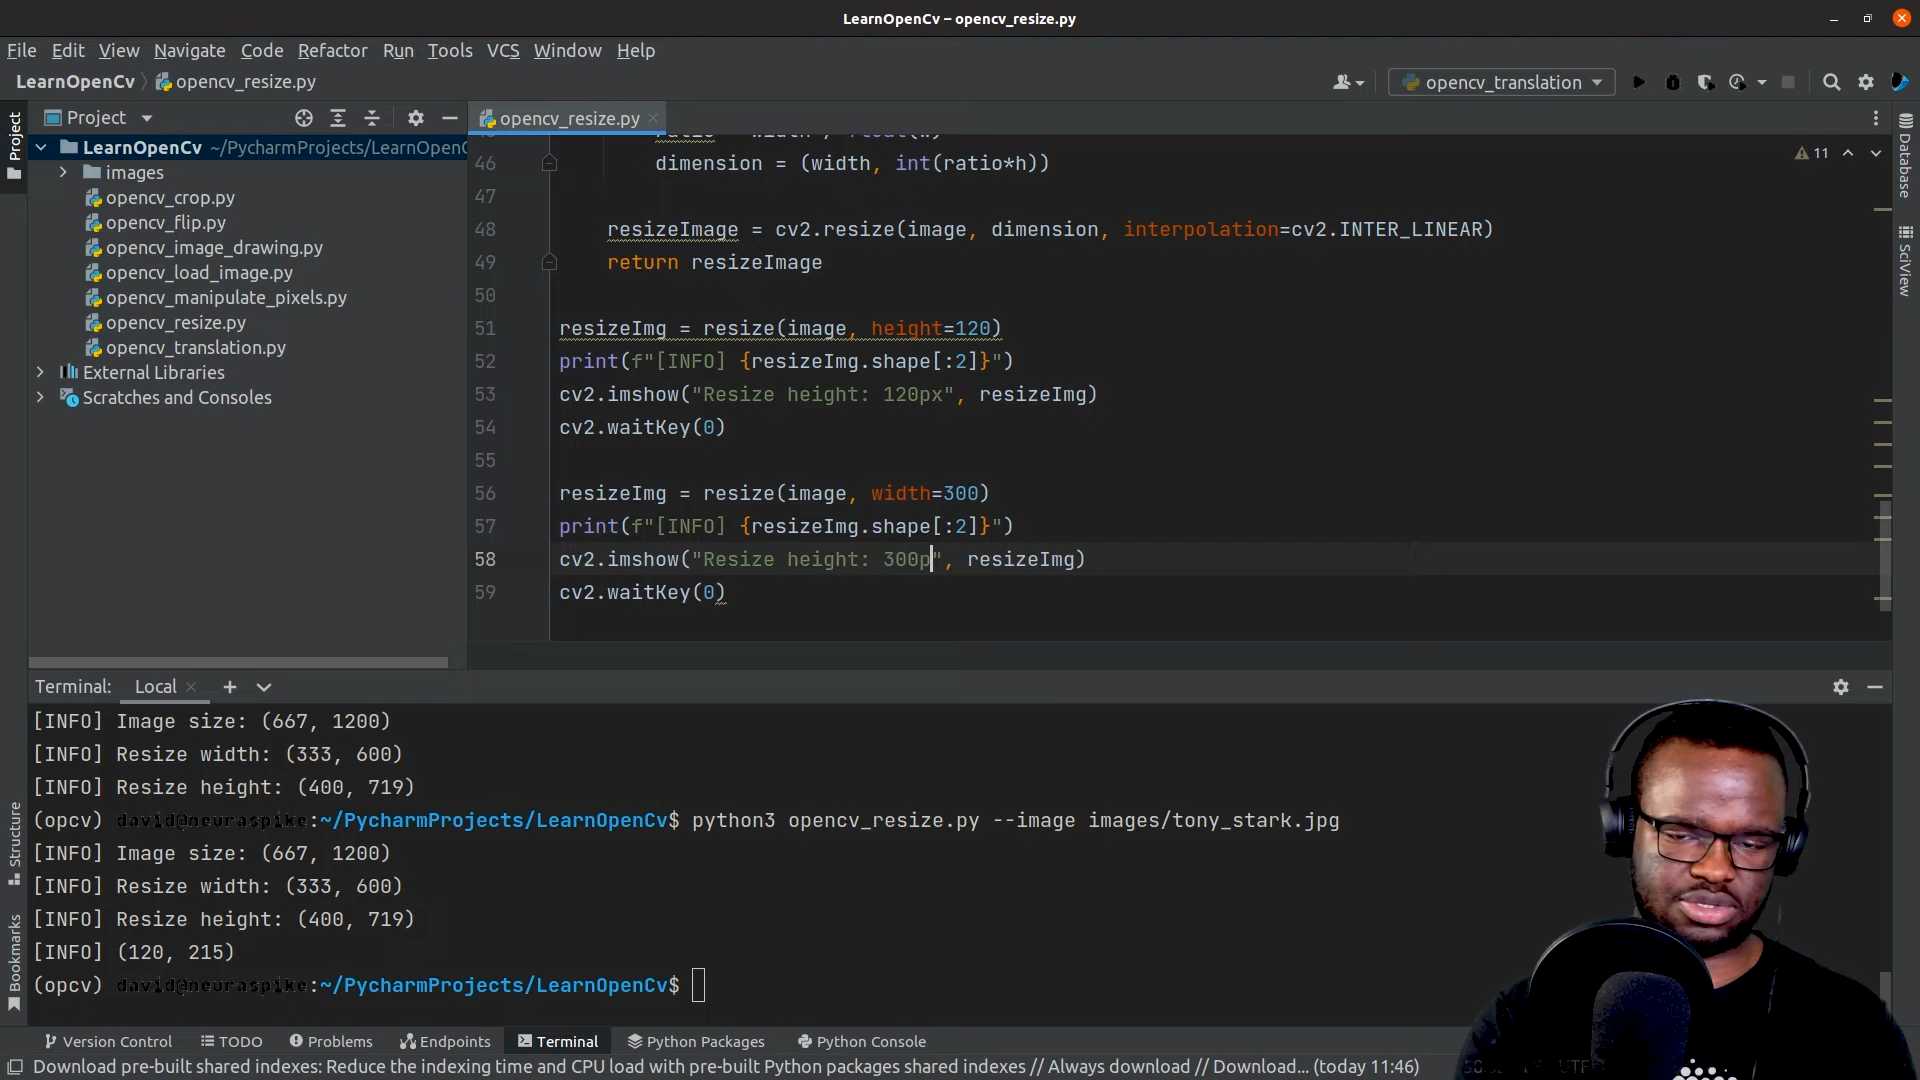 LearnOpenCv – opencv_resize.py
File Edit View Navigate Code Refactor Run Tools VCS Window Help
LearnOpenCv opencv_resize.py
opencv_translation
Project
opencv_resize.py
LearnOpenCv ~/PycharmProjects/LearnOpenC
images
opencv_crop.py
opencv_flip.py
opencv_image_drawing.py
opencv_load_image.py
opencv_manipulate_pixels.py
opencv_resize.py
opencv_translation.py
External Libraries
Scratches and Consoles
Project
Structure
Bookmarks
46 dimension = (width, int(ratio*h))
47
48 resizeImage = cv2.resize(image, dimension, interpolation=cv2.INTER_LINEAR)
49 return resizeImage
50
51 resizeImg = resize(image, height=120)
52 print(f"[INFO] {resizeImg.shape[:2]}")
53 cv2.imshow("Resize height: 120px", resizeImg)
54 cv2.waitKey(0)
55
56 resizeImg = resize(image, width=300)
57 print(f"[INFO] {resizeImg.shape[:2]}")
58 cv2.imshow("Resize height: 300p", resizeImg)
59 cv2.waitKey(0)
11
Database
SciView
Terminal: Local
[INFO] Image size: (667, 1200)
[INFO] Resize width: (333, 600)
[INFO] Resize height: (400, 719)
(opcv) david@neuraspike:~/PycharmProjects/LearnOpenCv$ python3 opencv_resize.py --image images/tony_stark.jpg
[INFO] Image size: (667, 1200)
[INFO] Resize width: (333, 600)
[INFO] Resize height: (400, 719)
[INFO] (120, 215)
(opcv) david@neuraspike:~/PycharmProjects/LearnOpenCv$
Version Control TODO Problems Endpoints Terminal Python Packages Python Console
Download pre-built shared indexes: Reduce the indexing time and CPU load with pre-built Python packages shared indexes // Always download // Download... (today 11:46)